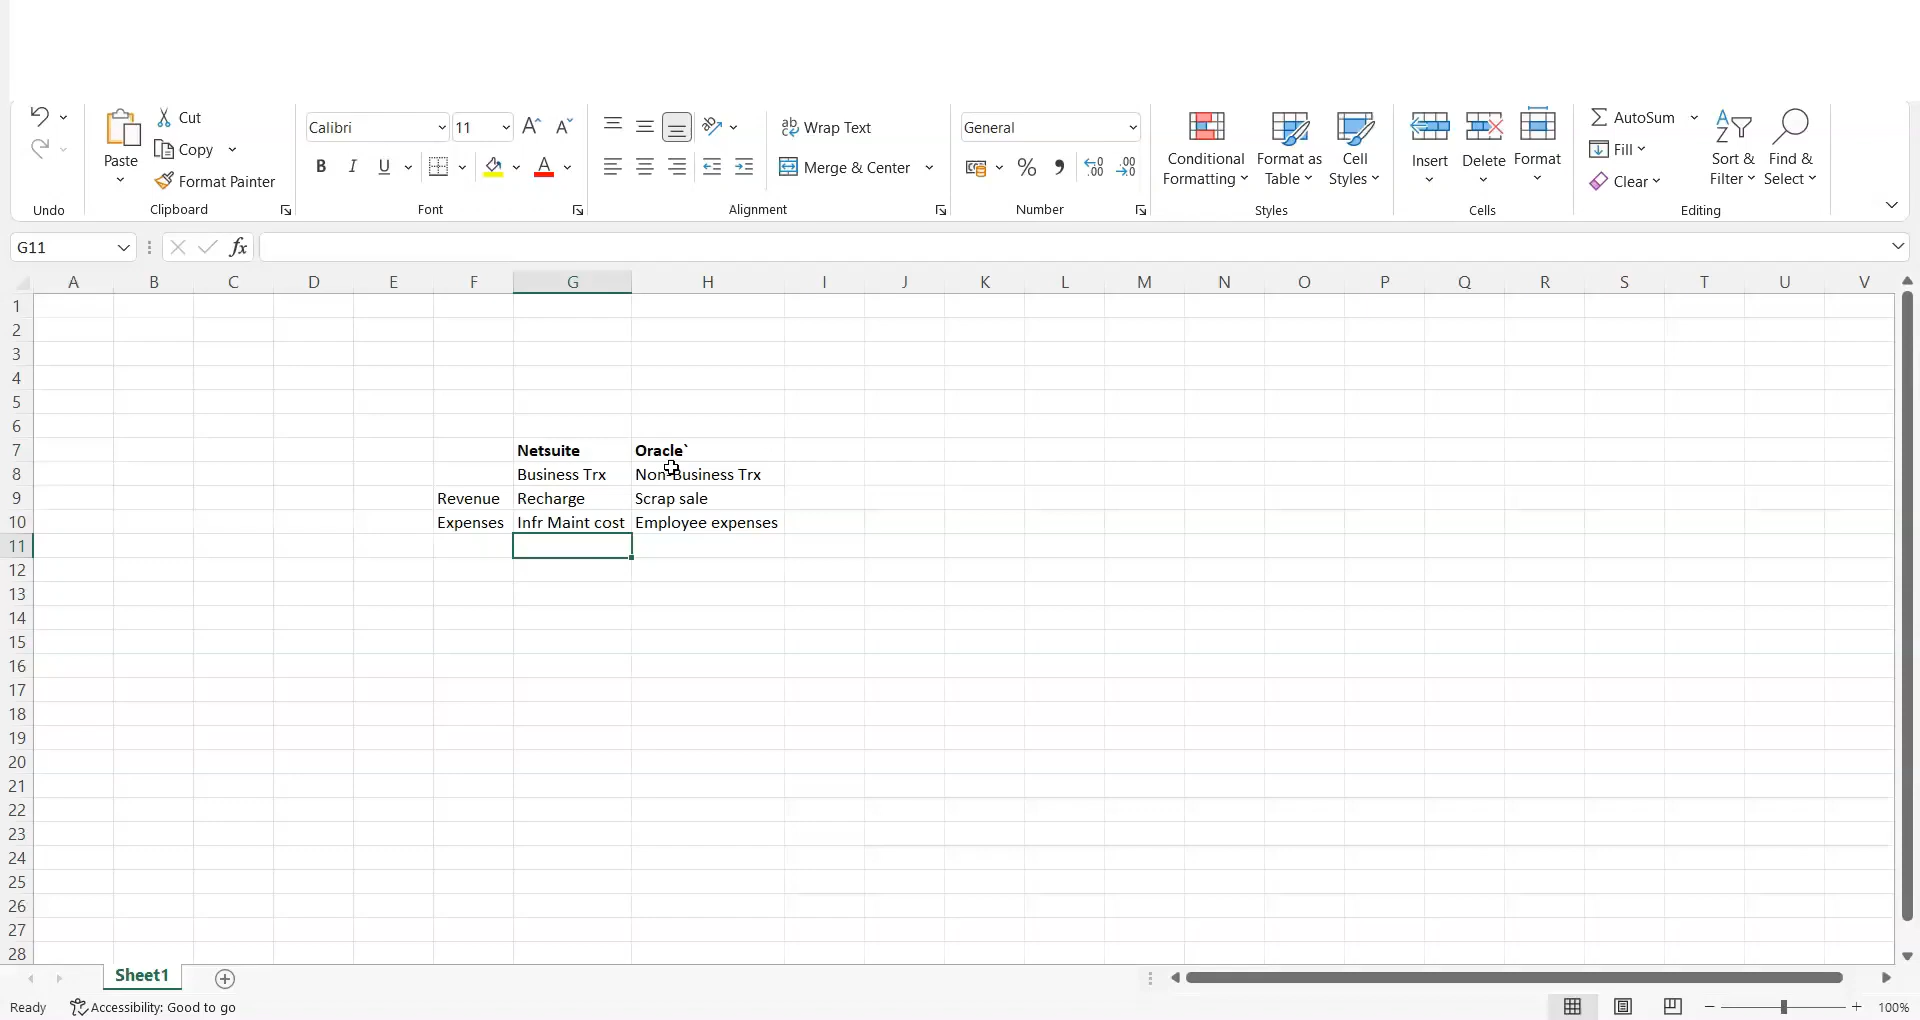 Cut
Copy
Format Painter
Paste
Undo
Clipboard
Calibri
11
B I U
Font
ab Wrap Text
Merge & Center
Alignment
General
% 9
Number
Conditional Formatting
Format as Table
Cell Styles
Styles
Insert
Delete
Format
Cells
AutoSum
Fill
Clear
Sort & Filter
Find & Select
Editing
G11
fx
A B C D E F G H I J K L M N O P Q R S T U V
1
2
3
4
5
6
7 Netsuite Oracle`
8 Business Trx Non-Business Trx
9 Revenue Recharge Scrap sale
10 Expenses Infr Maint cost Employee expenses
11
12
13
14
15
16
17
18
19
20
21
22
23
24
25
26
27
28
Sheet1
Ready
Accessibility: Good to go
100%